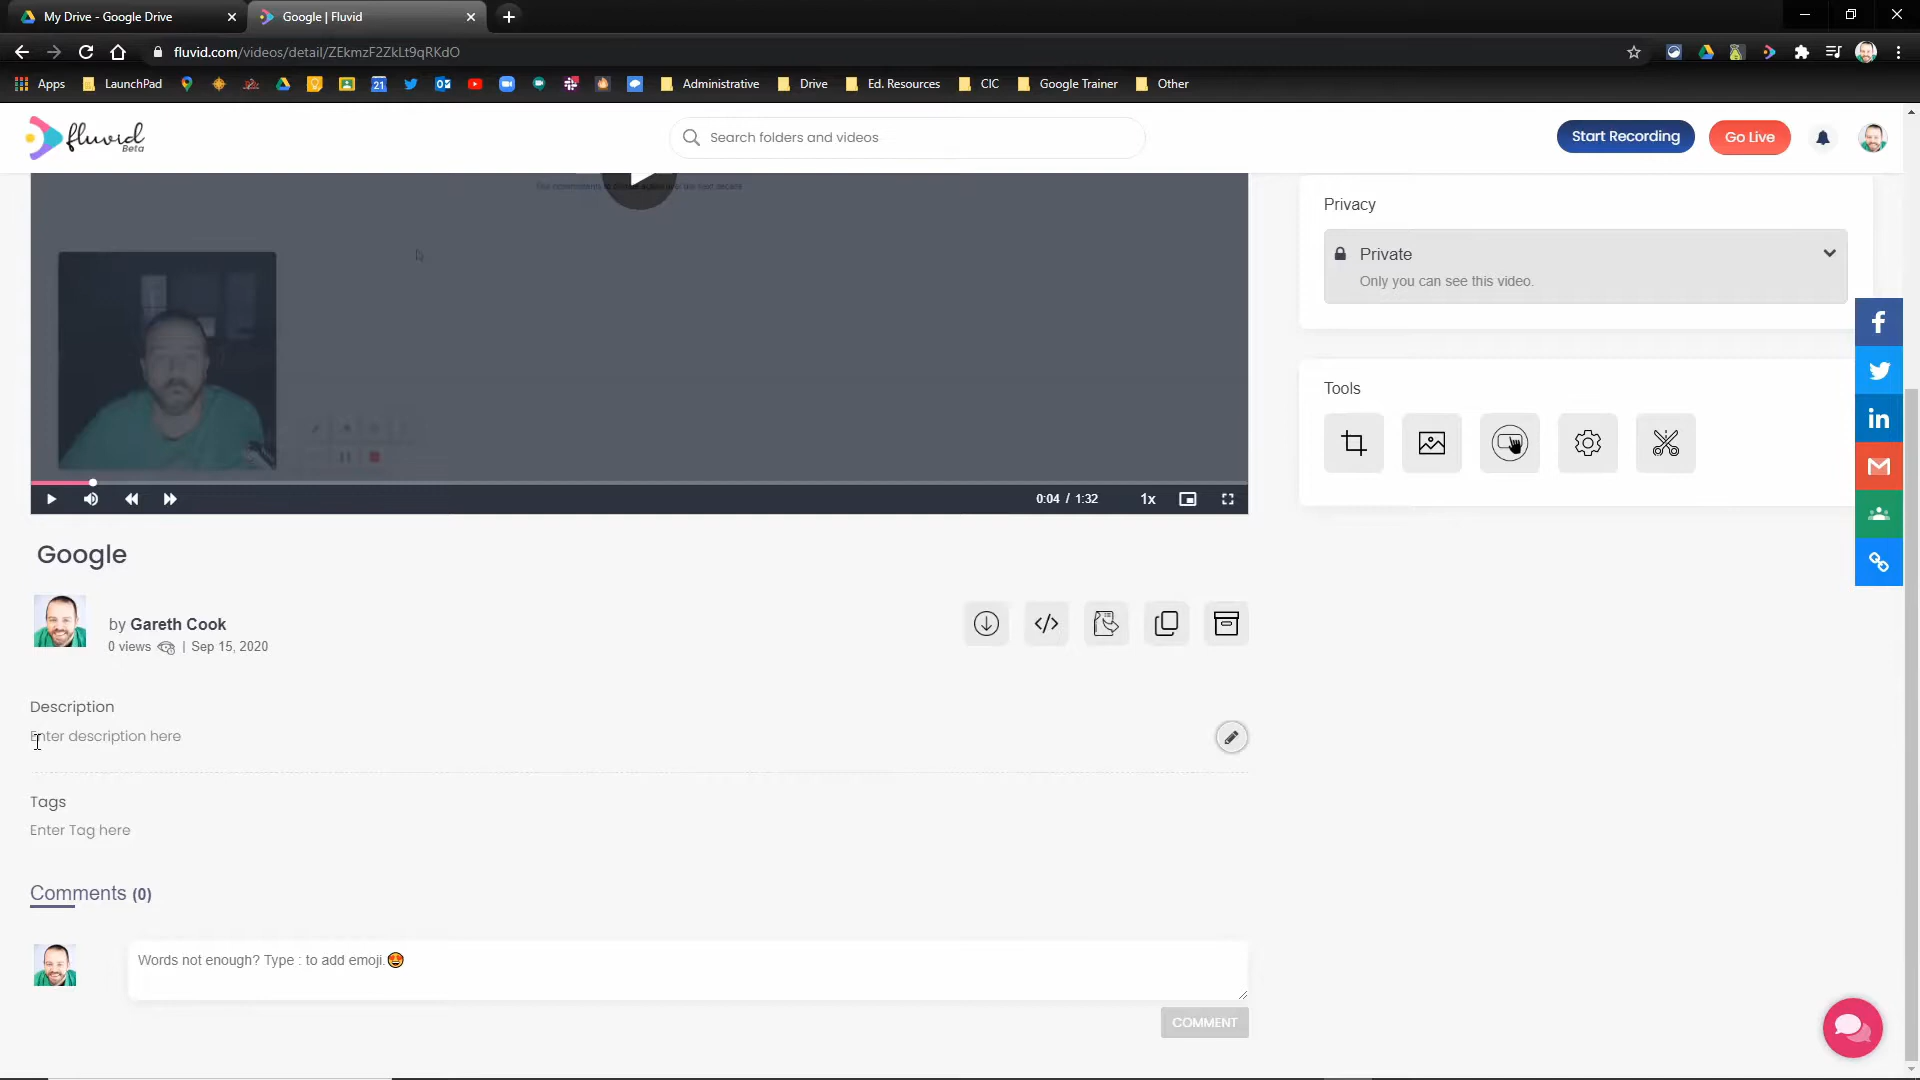 My Drive - Google Drive
Google | Fluvid
fluvid.com/videos/detail/ZEkmzF2ZkLt9qRKdO
Apps
LaunchPad
21
Administrative
Drive
Ed. Resources
CIC
Google Trainer
Other
fluvid
Beta
Search folders and videos
Start Recording
Go Live
Privacy
Private
Only you can see this video.
Tools
0:04 / 1:32
1x
Google
by Gareth Cook
0 views | Sep 15, 2020
Description
Enter description here
Tags
Enter Tag here
Comments (0)
Words not enough? Type : to add emoji.🤩
COMMENT